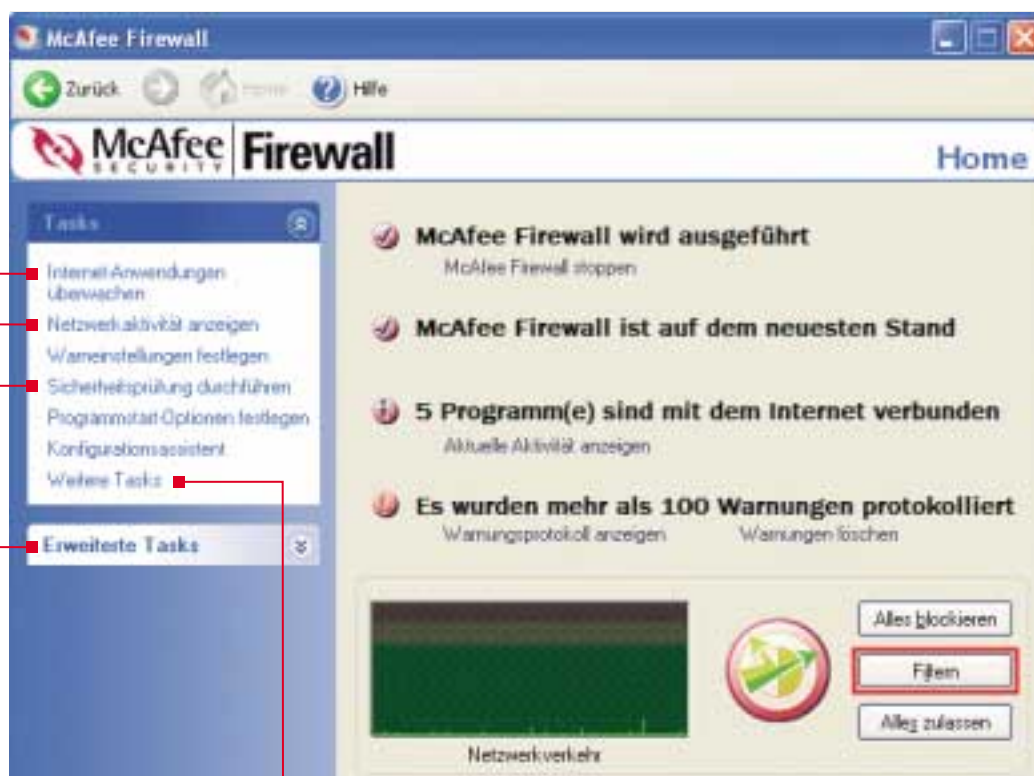 McAfee Firewall
Zurück Home Hilfe
McAfee SECURITY Firewall
Home
Tasks
Internet-Anwendungen
überwachen
Netzwerkaktivität anzeigen
Warneinstellungen festlegen
Sicherheitsprüfung durchführen
Programmstart-Optionen festlegen
Konfigurationsassistent
Weitere Tasks
Erweiterte Tasks
McAfee Firewall wird ausgeführt
McAfee Firewall stoppen
McAfee Firewall ist auf dem neuesten Stand
5 Programm(e) sind mit dem Internet verbunden
Aktuelle Aktivität anzeigen
Es wurden mehr als 100 Warnungen protokolliert
Warnungsprotokoll anzeigen Warnungen löschen
Alles blockieren
Filtern
Alles zulassen
Netzwerkverkehr